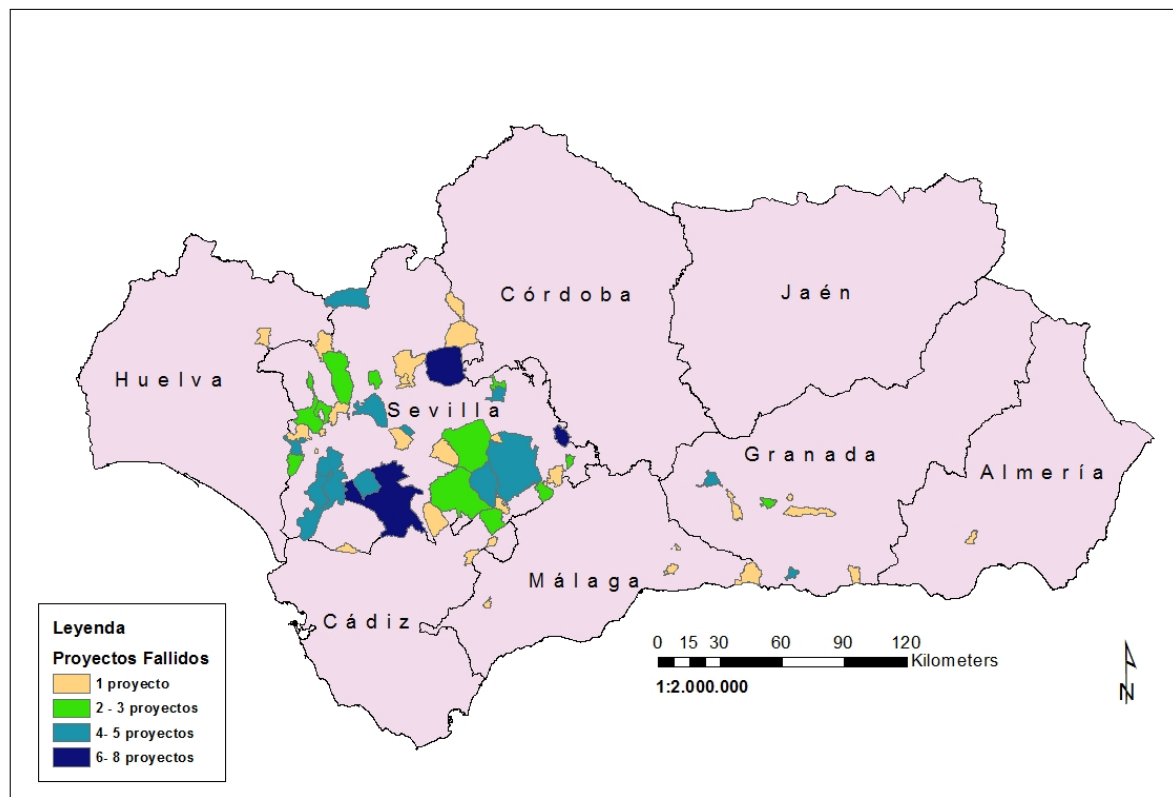 Córdoba
Jaén
Huelva
Sevilla
Granada
Almería
Málaga
Cádiz
Leyenda
Proyectos Fallidos
1 proyecto
2 - 3 proyectos
4- 5 proyectos
6- 8 proyectos
0 15 30 60 90 120
Kilometers
1:2.000.000
N